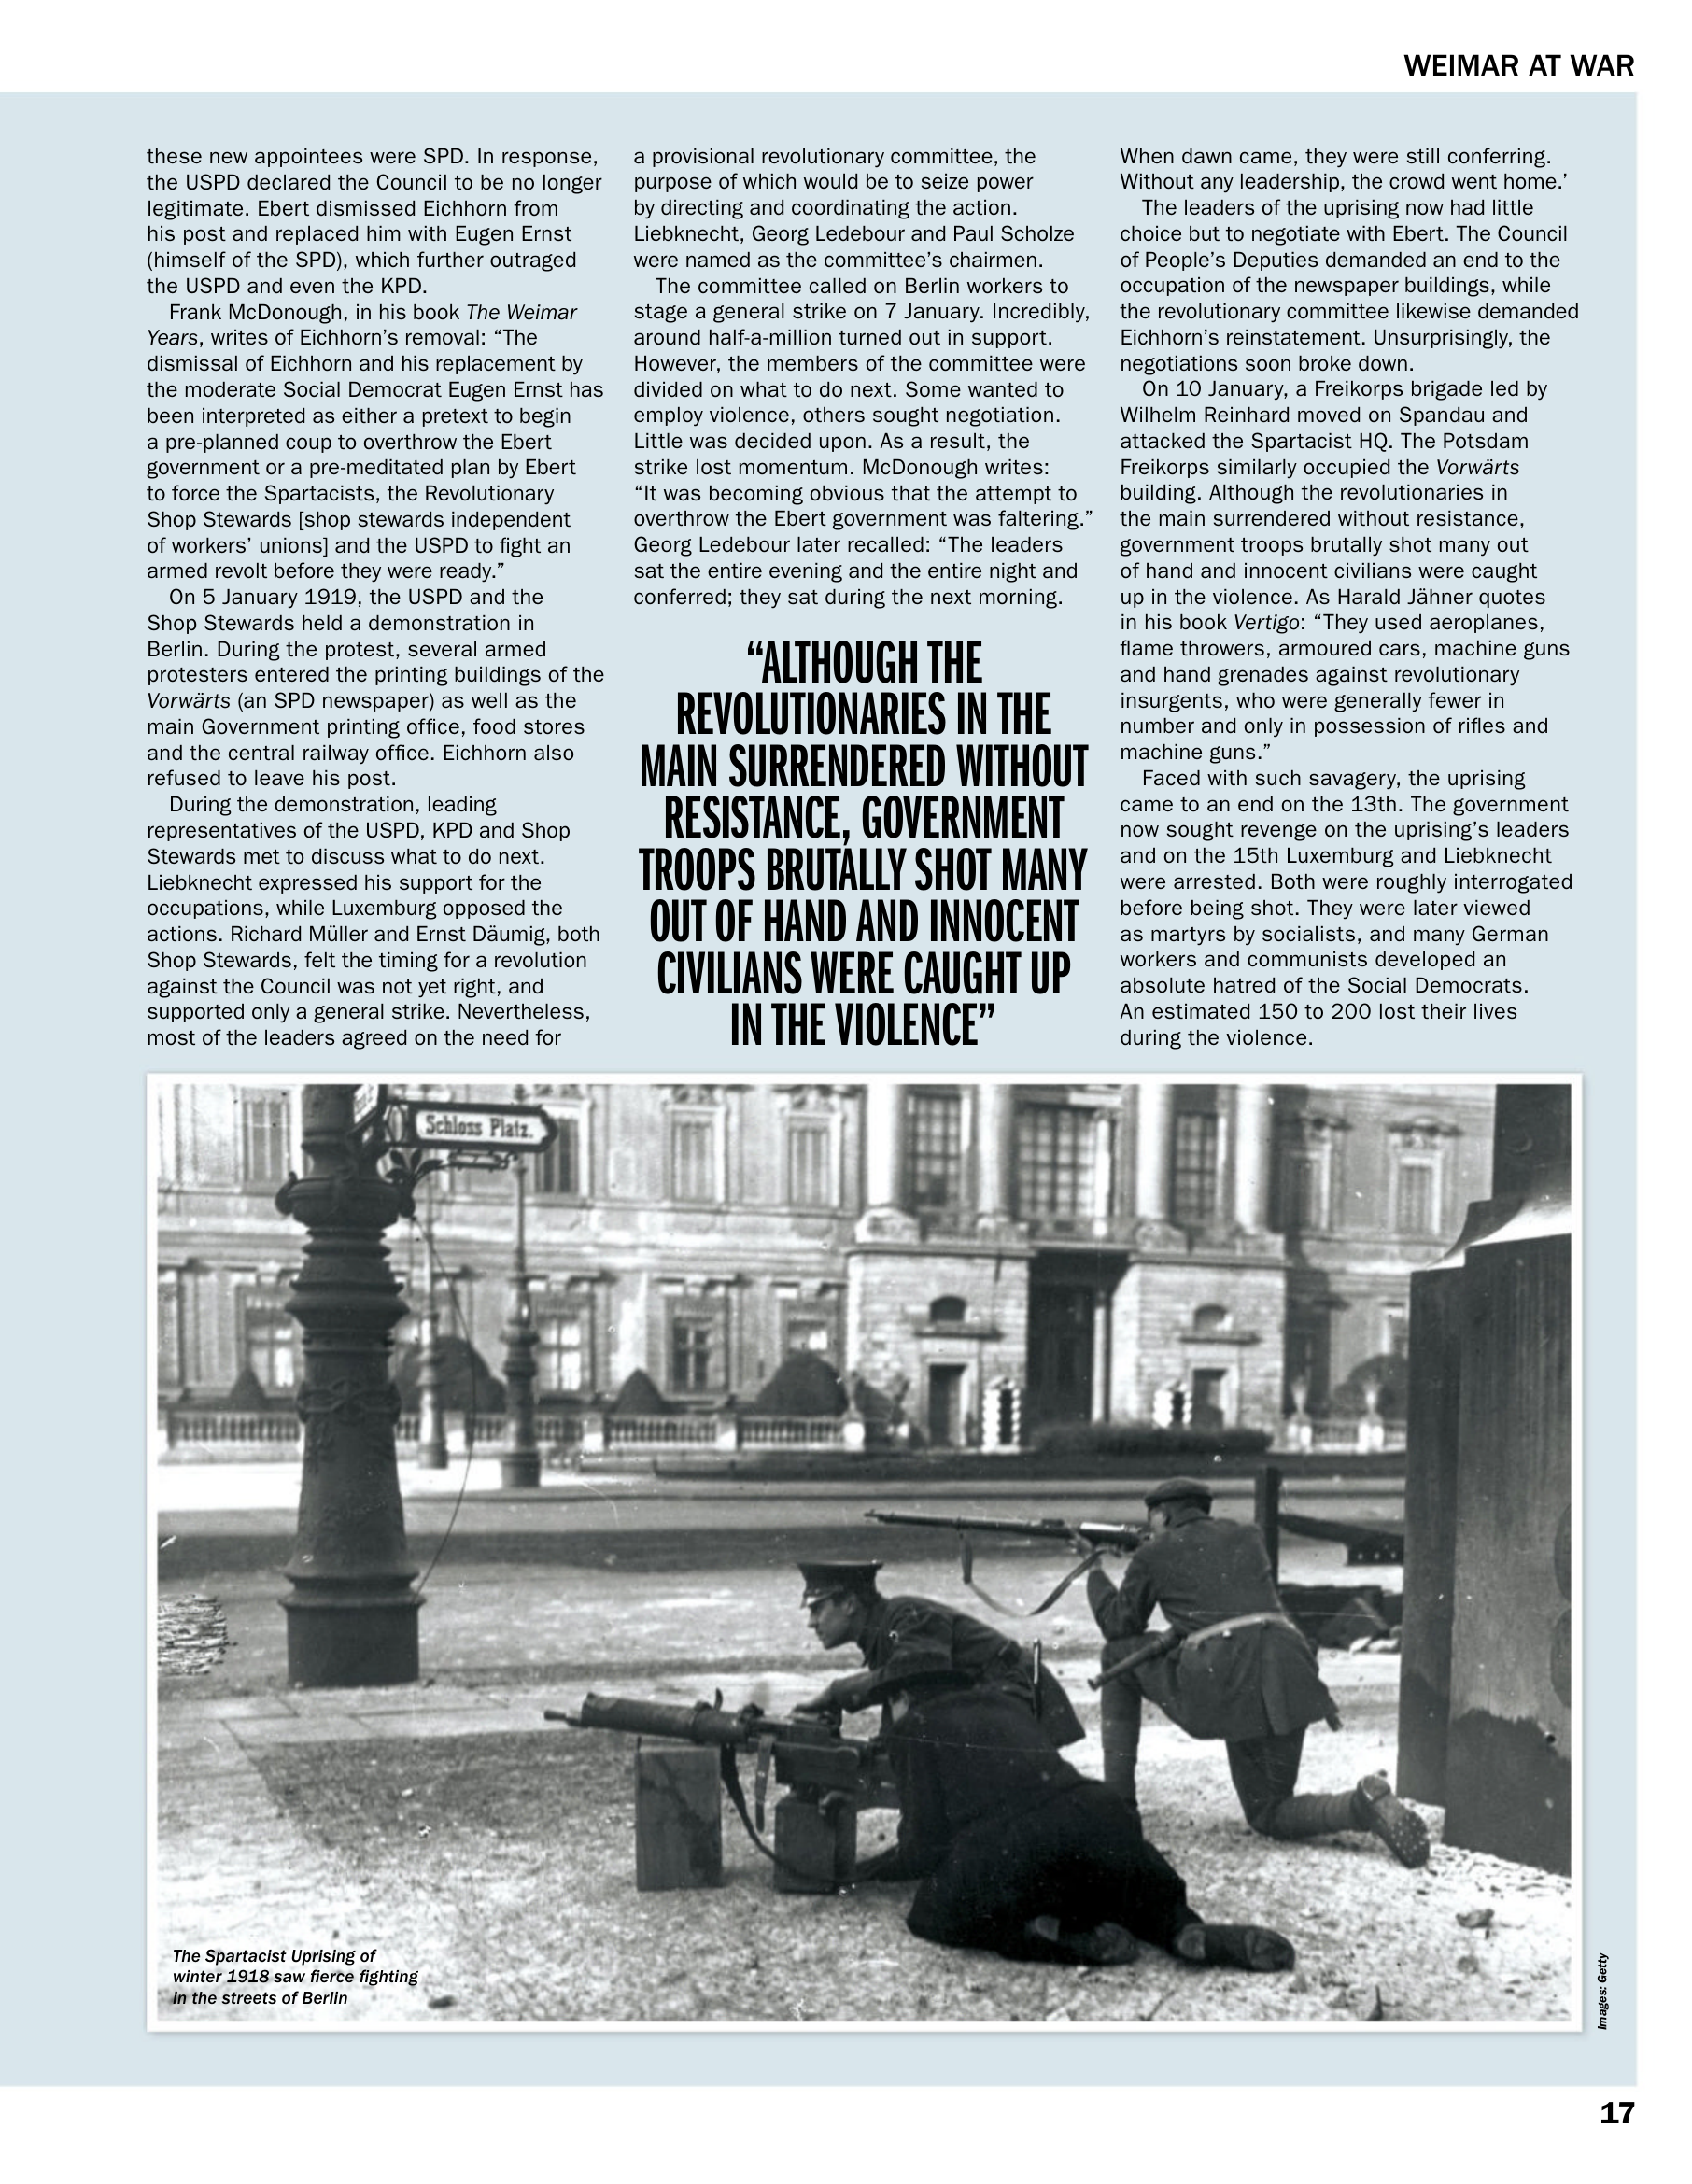 WEIMAR AT WAR
these new appointees were SPD. In response,
the USPD declared the Council to be no longer
legitimate. Ebert dismissed Eichhorn from
his post and replaced him with Eugen Ernst
(himself of the SPD), which further outraged
the USPD and even the KPD.
Frank McDonough, in his book The Weimar
Years, writes of Eichhorn’s removal: “The
dismissal of Eichhorn and his replacement by
the moderate Social Democrat Eugen Ernst has
been interpreted as either a pretext to begin
a pre-planned coup to overthrow the Ebert
government or a pre-meditated plan by Ebert
to force the Spartacists, the Revolutionary
Shop Stewards [shop stewards independent
of workers’ unions] and the USPD to fight an
armed revolt before they were ready.”
On 5 January 1919, the USPD and the
Shop Stewards held a demonstration in
Berlin. During the protest, several armed
protesters entered the printing buildings of the
Vorwärts (an SPD newspaper) as well as the
main Government printing office, food stores
and the central railway office. Eichhorn also
refused to leave his post.
During the demonstration, leading
representatives of the USPD, KPD and Shop
Stewards met to discuss what to do next.
Liebknecht expressed his support for the
occupations, while Luxemburg opposed the
actions. Richard Müller and Ernst Däumig, both
Shop Stewards, felt the timing for a revolution
against the Council was not yet right, and
supported only a general strike. Nevertheless,
most of the leaders agreed on the need for
a provisional revolutionary committee, the
purpose of which would be to seize power
by directing and coordinating the action.
Liebknecht, Georg Ledebour and Paul Scholze
were named as the committee’s chairmen.
The committee called on Berlin workers to
stage a general strike on 7 January. Incredibly,
around half-a-million turned out in support.
However, the members of the committee were
divided on what to do next. Some wanted to
employ violence, others sought negotiation.
Little was decided upon. As a result, the
strike lost momentum. McDonough writes:
“It was becoming obvious that the attempt to
overthrow the Ebert government was faltering.”
Georg Ledebour later recalled: “The leaders
sat the entire evening and the entire night and
conferred; they sat during the next morning.
“ALTHOUGH THE
REVOLUTIONARIES IN THE
MAIN SURRENDERED WITHOUT
RESISTANCE, GOVERNMENT
TROOPS BRUTALLY SHOT MANY
OUT OF HAND AND INNOCENT
CIVILIANS WERE CAUGHT UP
IN THE VIOLENCE”
When dawn came, they were still conferring.
Without any leadership, the crowd went home.’
The leaders of the uprising now had little
choice but to negotiate with Ebert. The Council
of People’s Deputies demanded an end to the
occupation of the newspaper buildings, while
the revolutionary committee likewise demanded
Eichhorn’s reinstatement. Unsurprisingly, the
negotiations soon broke down.
On 10 January, a Freikorps brigade led by
Wilhelm Reinhard moved on Spandau and
attacked the Spartacist HQ. The Potsdam
Freikorps similarly occupied the Vorwärts
building. Although the revolutionaries in
the main surrendered without resistance,
government troops brutally shot many out
of hand and innocent civilians were caught
up in the violence. As Harald Jähner quotes
in his book Vertigo: “They used aeroplanes,
flame throwers, armoured cars, machine guns
and hand grenades against revolutionary
insurgents, who were generally fewer in
number and only in possession of rifles and
machine guns.”
Faced with such savagery, the uprising
came to an end on the 13th. The government
now sought revenge on the uprising’s leaders
and on the 15th Luxemburg and Liebknecht
were arrested. Both were roughly interrogated
before being shot. They were later viewed
as martyrs by socialists, and many German
workers and communists developed an
absolute hatred of the Social Democrats.
An estimated 150 to 200 lost their lives
during the violence.
Schloss Platz.
The Spartacist Uprising of
winter 1918 saw fierce fighting
in the streets of Berlin
Images: Getty
17